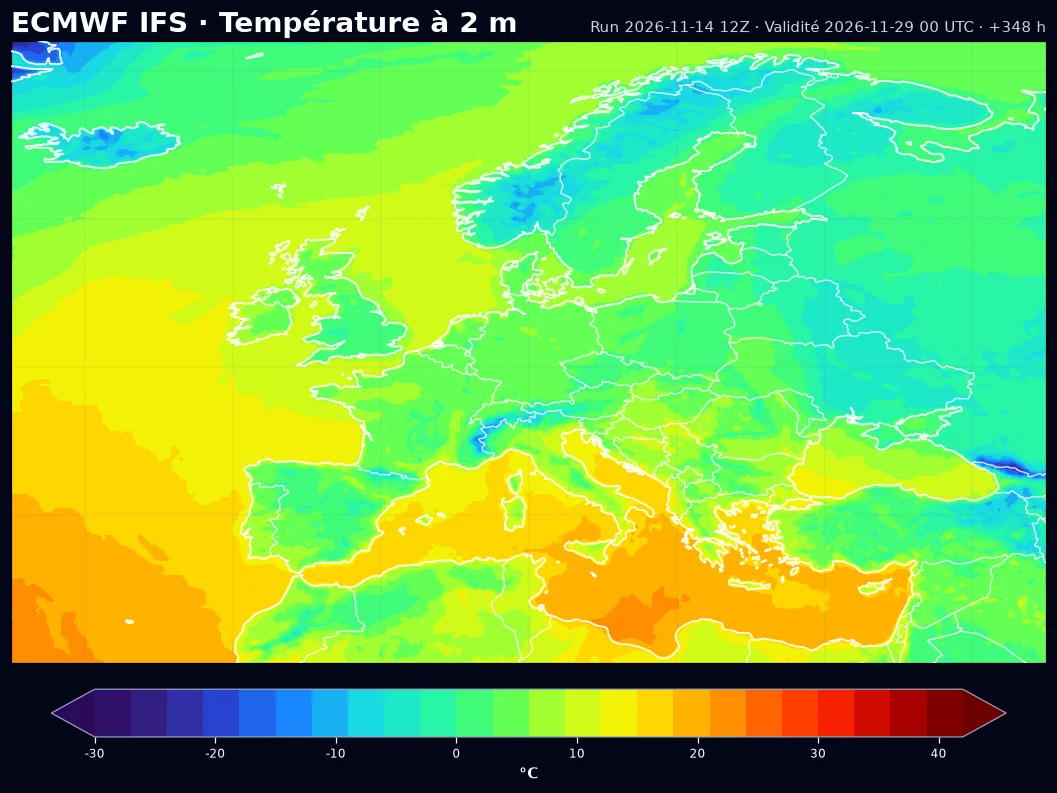 ECMWF IFS · Température à 2 m
Run 2026-11-14 12Z · Validité 2026-11-29 00 UTC · +348 h
-30 -20 -10 0 10 20 30 40
°C